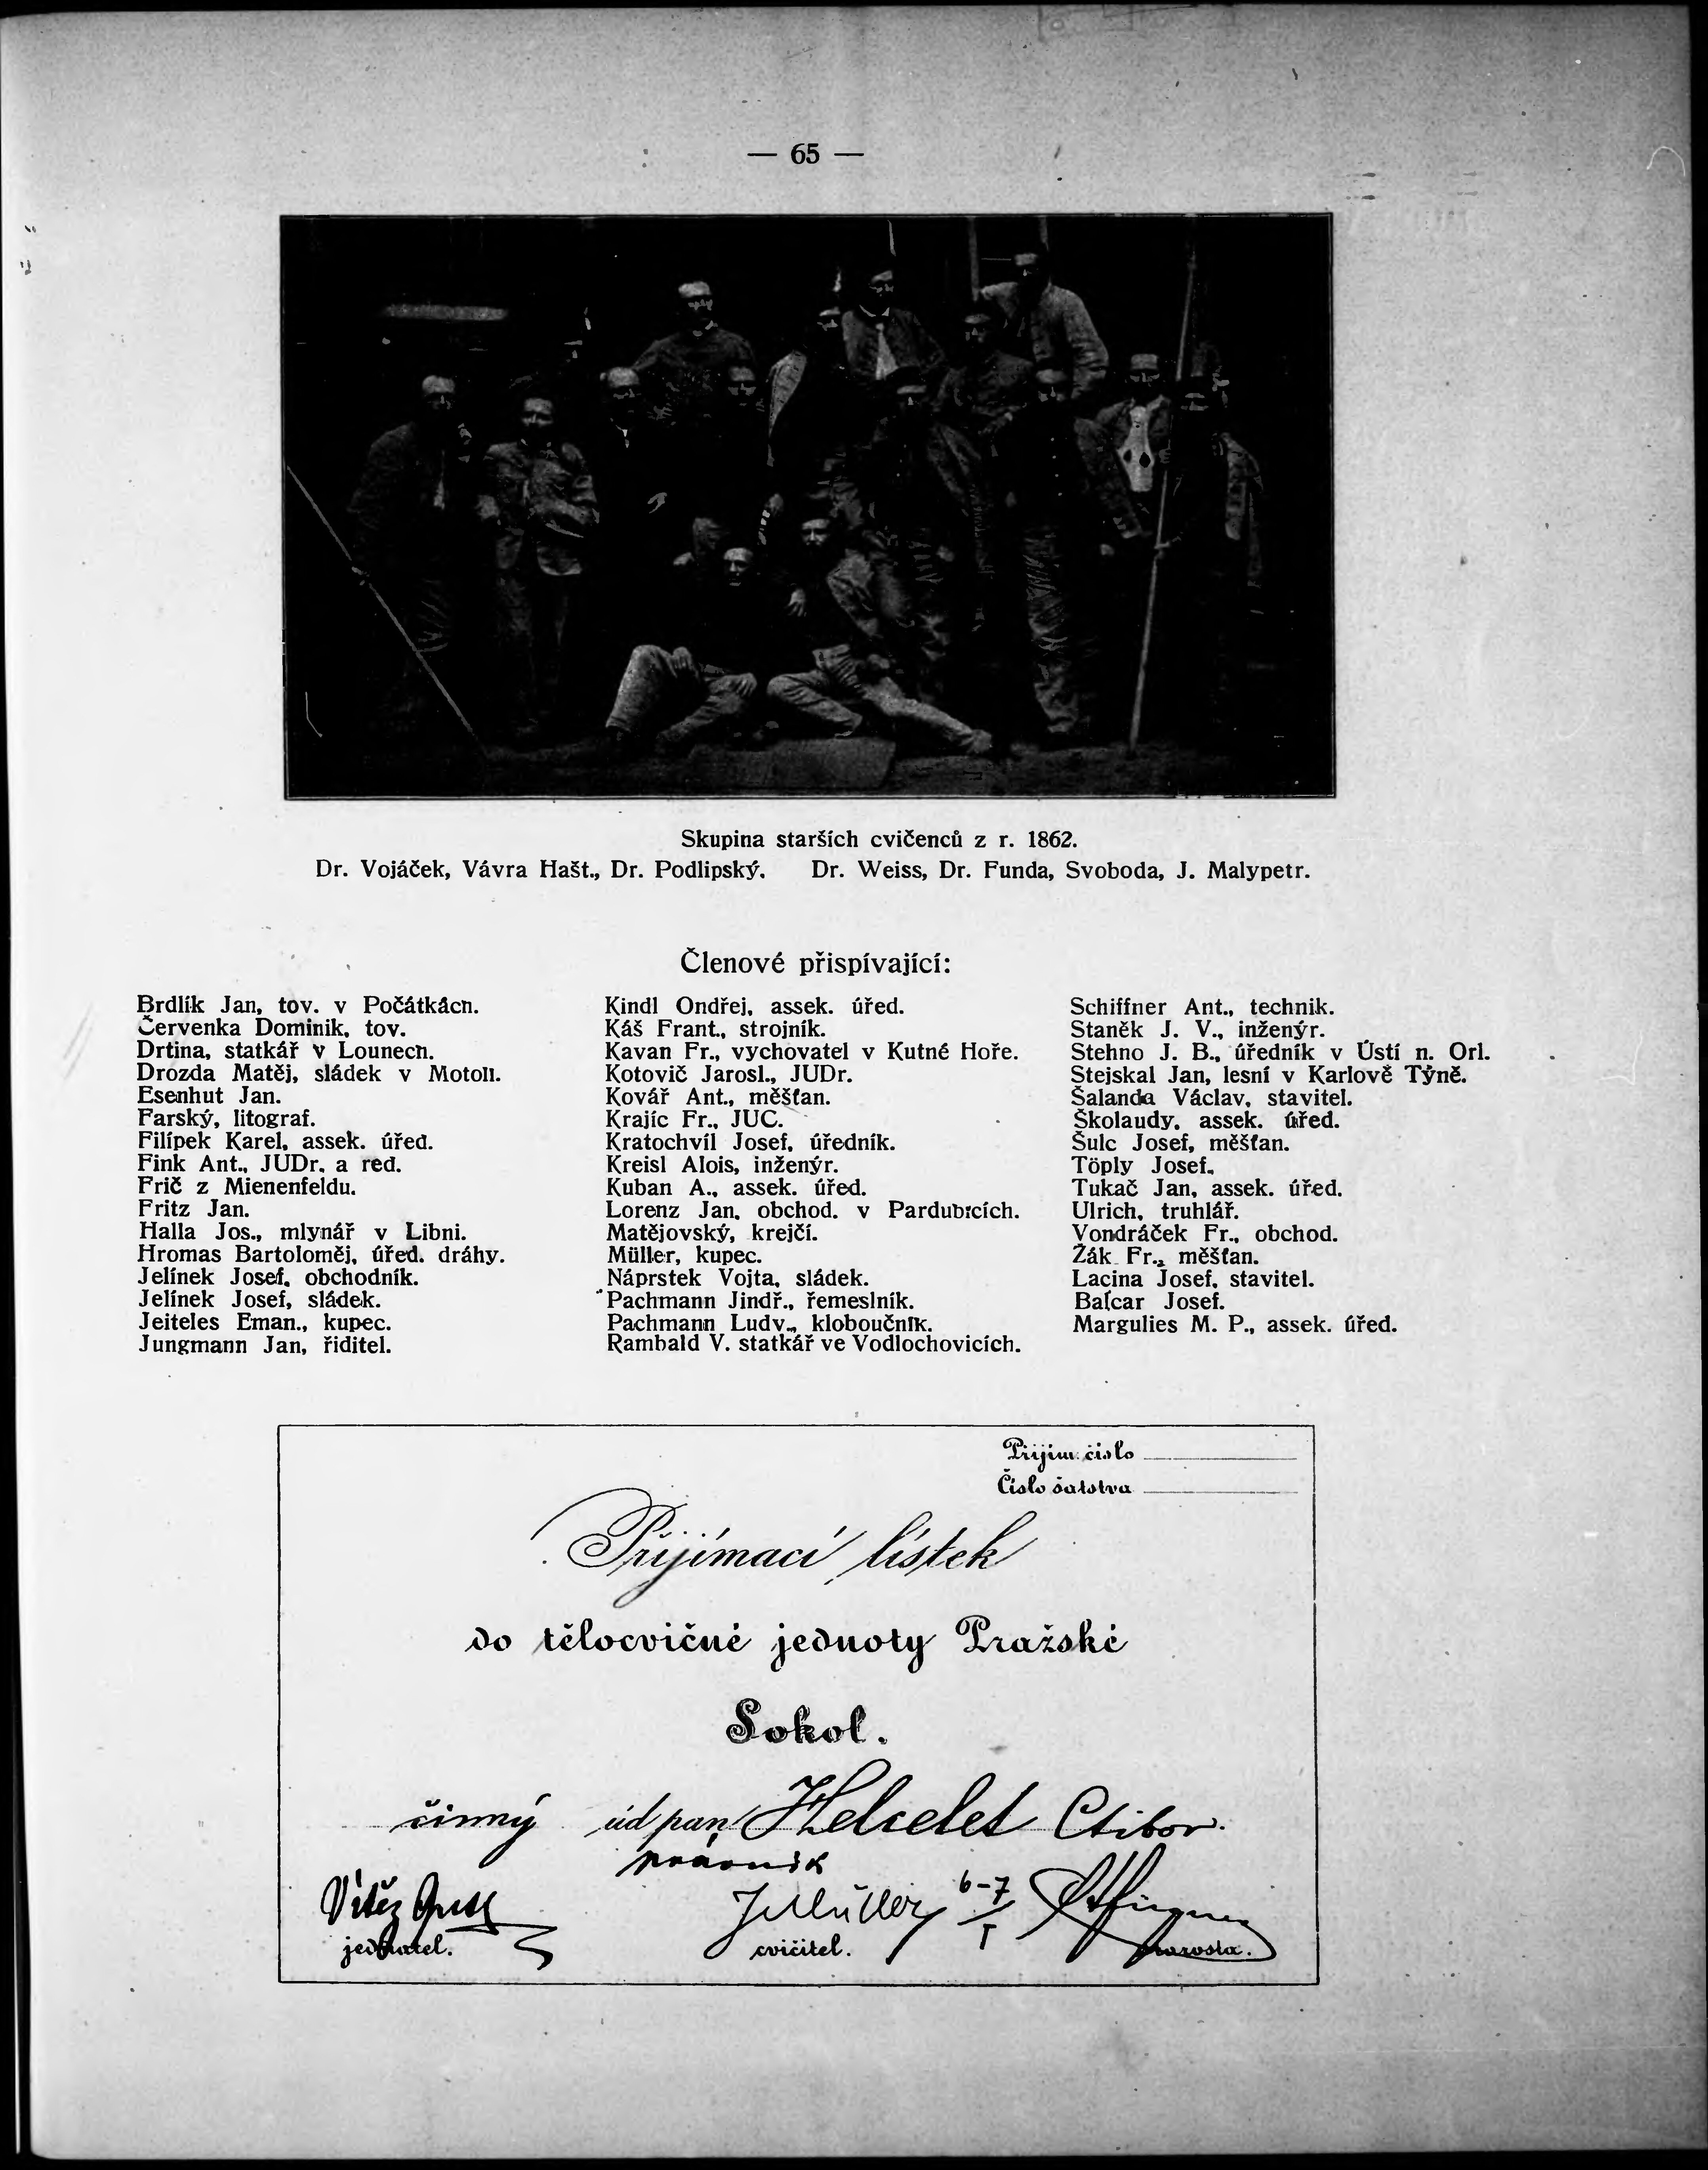 — 65 —
Skupina starších cvičenců z r. 1862.
Dr. Vojáček, Vávra Hašt., Dr. Podlipský. Dr. Weiss, Dr. Funda, Svoboda, J. Malypetr.
Členové přispívající:
Brdlík Jan, tov. v Počátkách.
Červenka Dominik, tov.
Drtina, statkář v Lounech.
Drozda Matěj, sládek v Motoli.
Esenhut Jan.
Farský, litograf.
Filípek Karel, assek. úřed.
Fink Ant., JUDr. a red.
Frič z Mienenfeldu.
Fritz Jan.
Halla Jos., mlynář v Libni.
Hromas Bartoloměj, úřed. dráhy.
Jelínek Josef, obchodník.
Jelínek Josef, sládek.
Jeiteles Eman., kupec.
Jungmann Jan, řiditel.
Kindl Ondřej, assek. úřed.
Káš Frant., strojník.
Kavan Fr., vychovatel v Kutné Hoře.
Kotovič Jarosl., JUDr.
Kovář Ant., měšťan.
Krajíc Fr., JUC.
Kratochvíl Josef, úředník.
Kreisl Alois, inženýr.
Kuban A., assek. úřed.
Lorenz Jan, obchod. v Pardubicích.
Matějovský, krejčí.
Müller, kupec.
Náprstek Vojta, sládek.
Pachmann Jindř., řemeslník.
Pachmann Ludv., kloboučník.
Rambald V. statkář ve Vodlochovicích.
Schiffner Ant., technik.
Staněk J. V., inženýr.
Stehno J. B., úředník v Ústí n. Orl.
Stejskal Jan, lesní v Karlově Týně.
Šalanda Václav, stavitel.
Školaudy, assek. úřed.
Šulc Josef, měšťan.
Töply Josef.
Tukač Jan, assek. úřed.
Ulrich, truhlář.
Vondráček Fr., obchod.
Žák Fr., měšťan.
Lacina Josef, stavitel.
Balcar Josef.
Margulies M. P., assek. úřed.
Přijím. číslo
Číslo šatstva
Přijímací lístek
do tělocvičné jednoty Pražské
Sokol.
činný úd pan Helcelet Ctibor.
právník
Vítěz JMüller 6-7
I
jednatel. cvičitel. starosta.